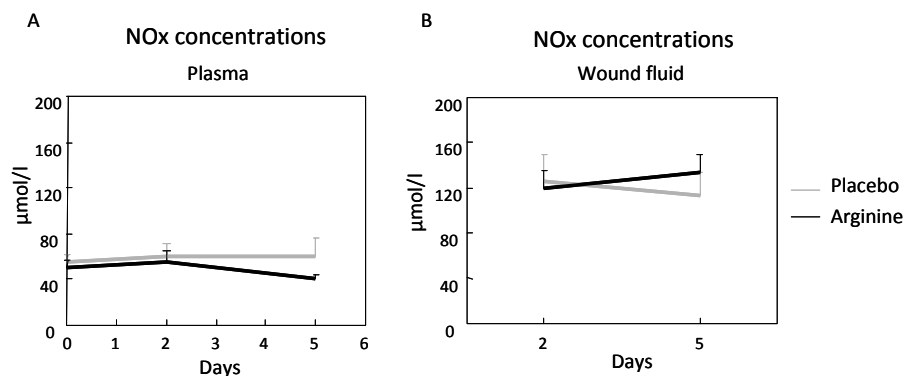 A
NOx concentrations
Plasma
200
160
120
80
40
0
µmol/l
0 1 2 3 4 5 6
Days
B
NOx concentrations
Wound fluid
200
160
120
80
40
0
µmol/l
2 5
Days
Placebo
Arginine